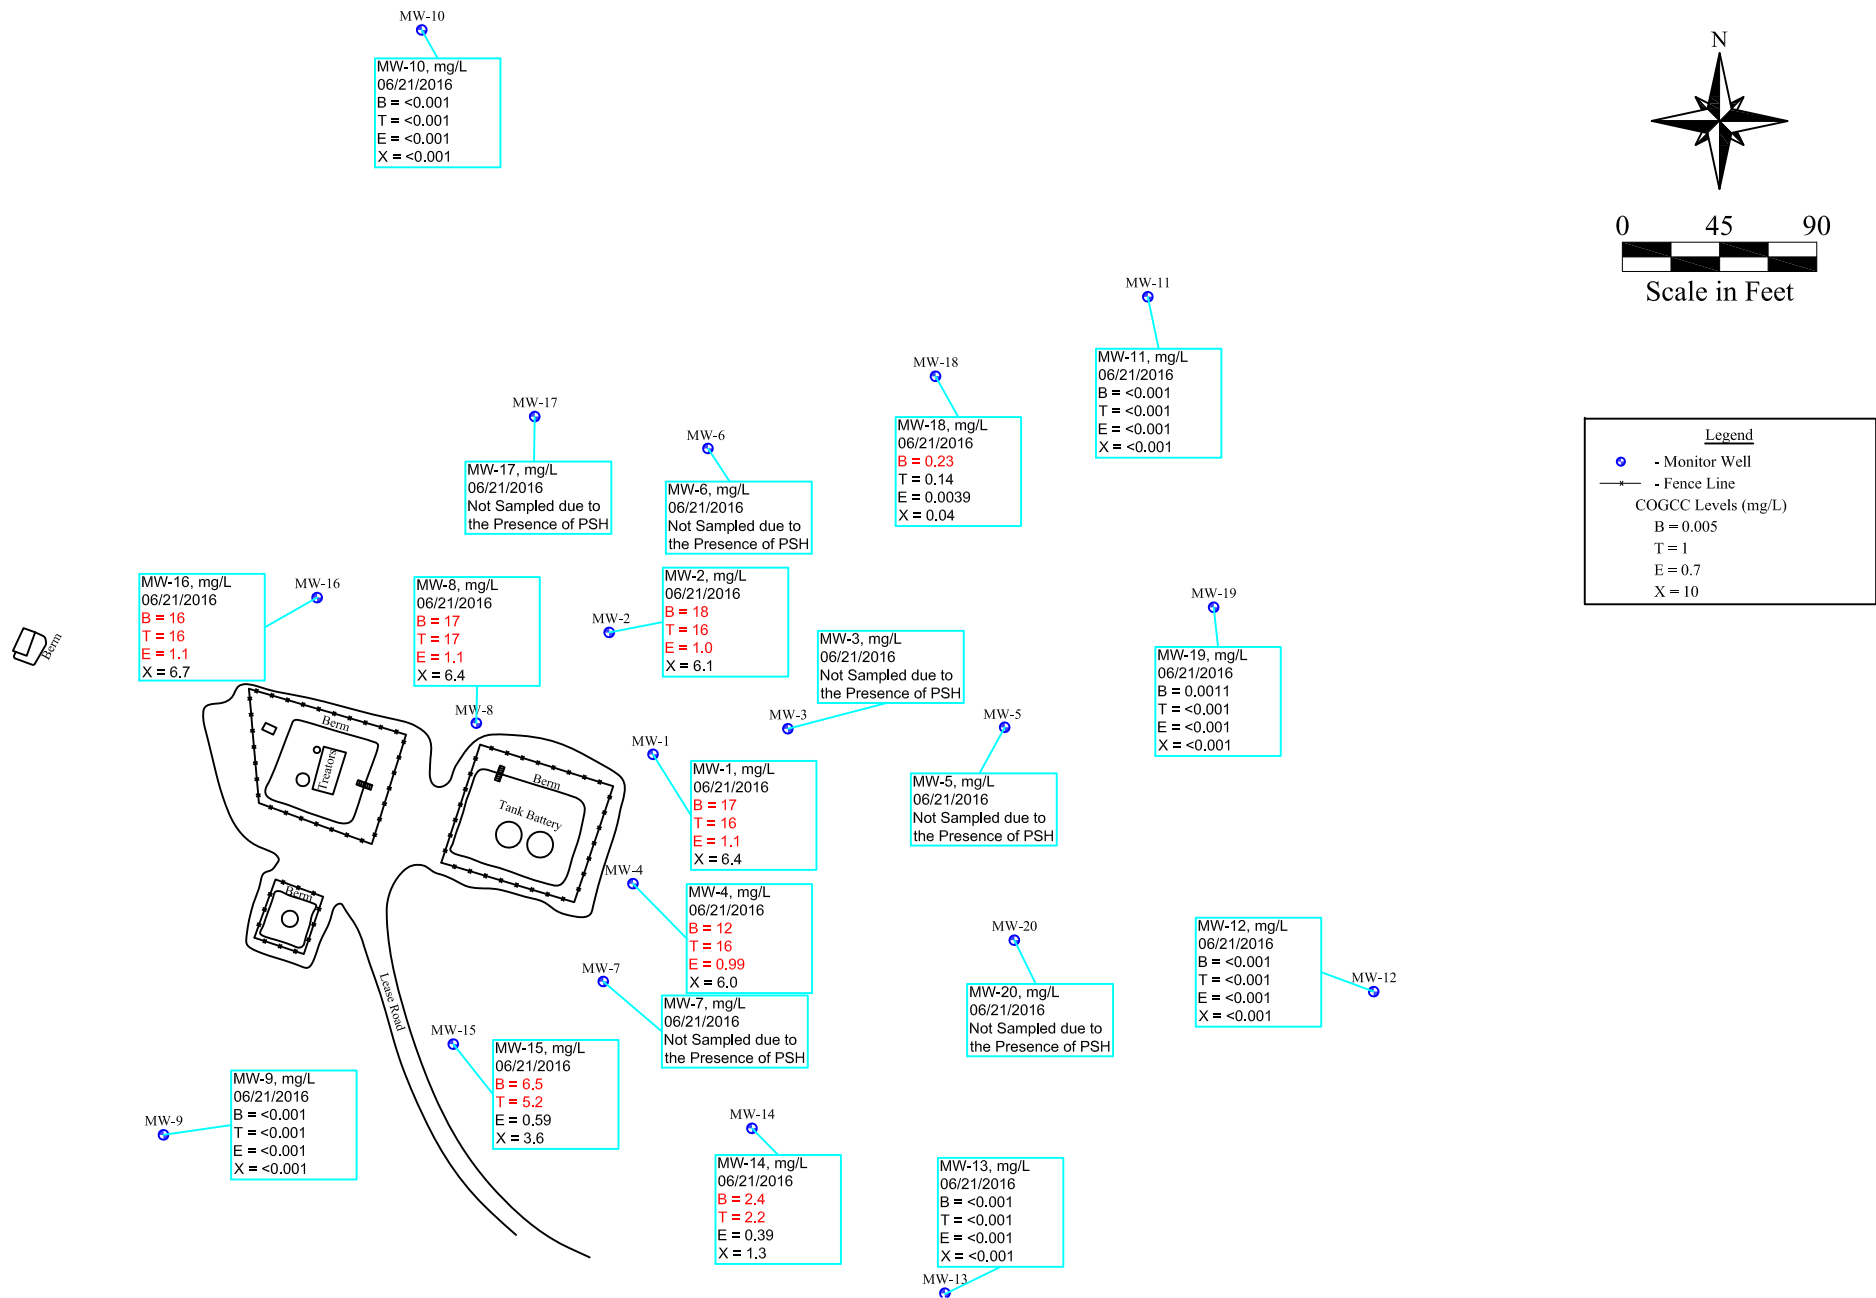 MW-10
MW-10, mg/L
06/21/2016
B = <0.001
T = <0.001
E = <0.001
X = <0.001
N
0 45 90
Scale in Feet
MW-11
MW-11, mg/L
06/21/2016
B = <0.001
T = <0.001
E = <0.001
X = <0.001
MW-18
MW-18, mg/L
06/21/2016
B = 0.23
T = 0.14
E = 0.0039
X = 0.04
MW-17
MW-17, mg/L
06/21/2016
Not Sampled due to
the Presence of PSH
MW-6
MW-6, mg/L
06/21/2016
Not Sampled due to
the Presence of PSH
Legend
- Monitor Well
- Fence Line
COGCC Levels (mg/L)
B = 0.005
T = 1
E = 0.7
X = 10
MW-16, mg/L
06/21/2016
B = 16
T = 16
E = 1.1
X = 6.7
MW-16
MW-8, mg/L
06/21/2016
B = 17
T = 17
E = 1.1
X = 6.4
MW-8
MW-2
MW-2, mg/L
06/21/2016
B = 18
T = 16
E = 1.0
X = 6.1
MW-3, mg/L
06/21/2016
Not Sampled due to
the Presence of PSH
MW-3
MW-19
MW-19, mg/L
06/21/2016
B = 0.0011
T = <0.001
E = <0.001
X = <0.001
Berm
Berm
Treators
Berm
Tank Battery
Berm
MW-1
MW-1, mg/L
06/21/2016
B = 17
T = 16
E = 1.1
X = 6.4
MW-5
MW-5, mg/L
06/21/2016
Not Sampled due to
the Presence of PSH
MW-4
MW-4, mg/L
06/21/2016
B = 12
T = 16
E = 0.99
X = 6.0
MW-7
MW-7, mg/L
06/21/2016
Not Sampled due to
the Presence of PSH
MW-20
MW-20, mg/L
06/21/2016
Not Sampled due to
the Presence of PSH
MW-12, mg/L
06/21/2016
B = <0.001
T = <0.001
E = <0.001
X = <0.001
MW-12
Lease Road
MW-15
MW-15, mg/L
06/21/2016
B = 6.5
T = 5.2
E = 0.59
X = 3.6
MW-9
MW-9, mg/L
06/21/2016
B = <0.001
T = <0.001
E = <0.001
X = <0.001
MW-14
MW-14, mg/L
06/21/2016
B = 2.4
T = 2.2
E = 0.39
X = 1.3
MW-13, mg/L
06/21/2016
B = <0.001
T = <0.001
E = <0.001
X = <0.001
MW-13